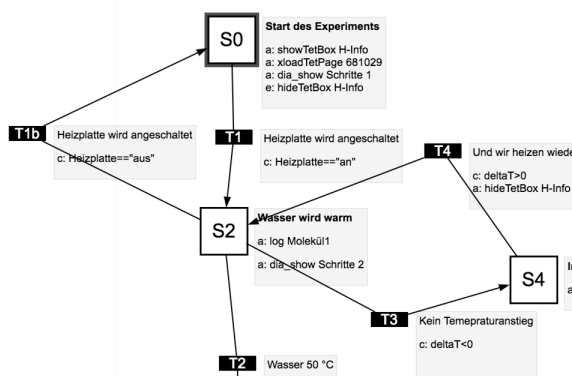 S0
Start des Experiments
a: showTetBox H-Info
a: xloadTetPage 681029
a: dia_show Schritte 1
e: hideTetBox H-Info
T1b
Heizplatte wird angeschaltet
c: Heizplatte=="aus"
T1
Heizplatte wird angeschaltet
c: Heizplatte=="an"
T4
Und wir heizen wiede
c: deltaT>0
a: hideTetBox H-Info
S2
Wasser wird warm
a: log Molekül1
a: dia_show Schritte 2
S4
T3
Kein Temepraturanstieg
c: deltaT<0
T2
Wasser 50 °C